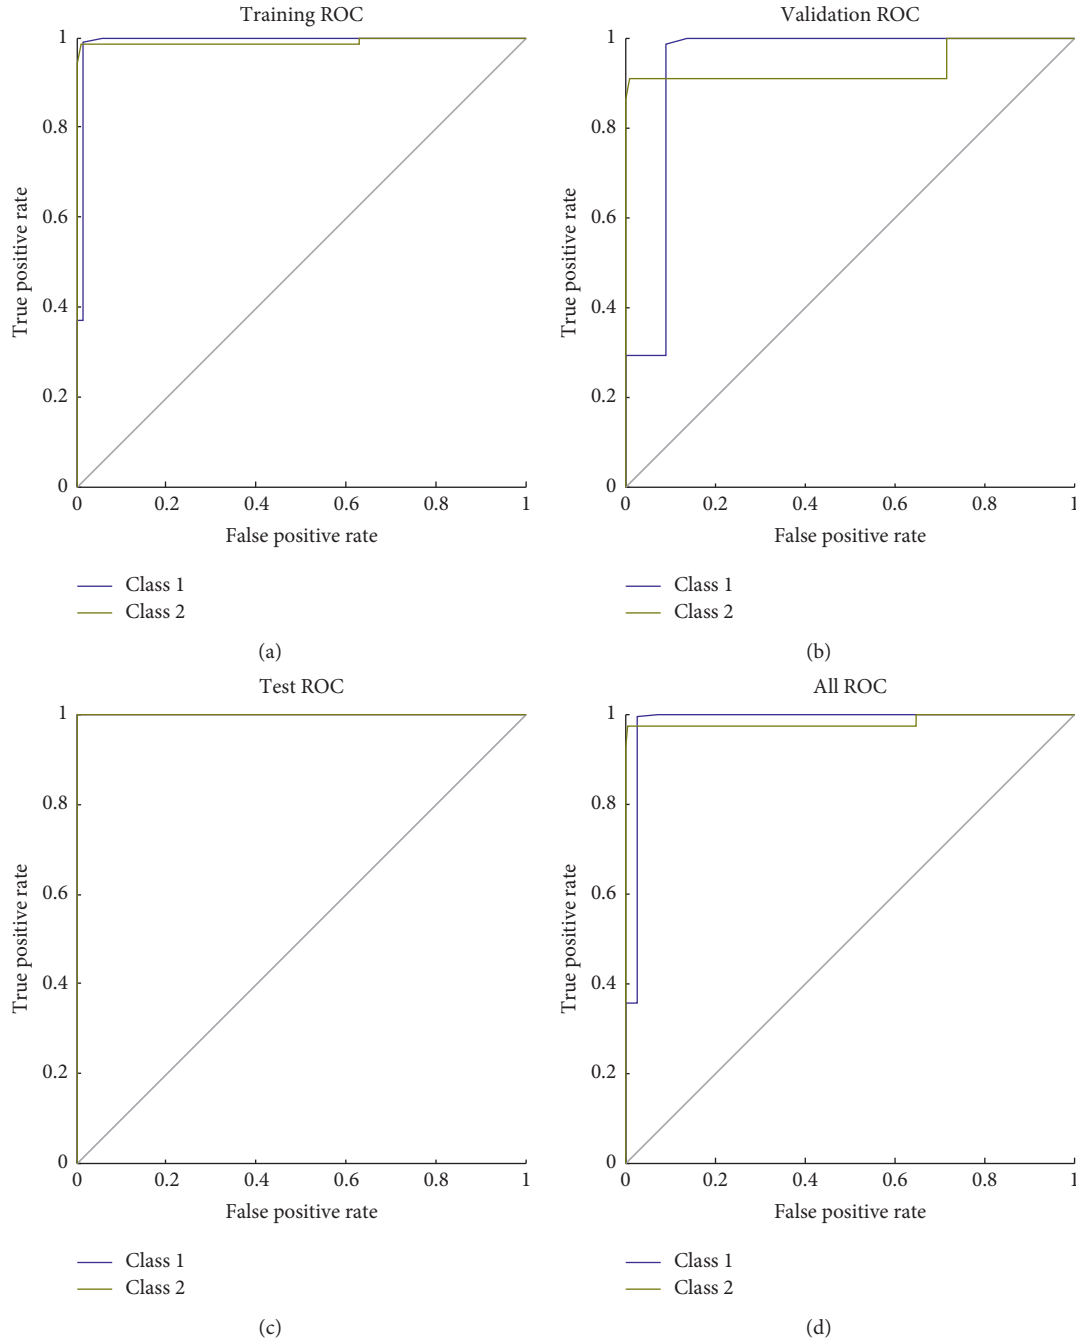 Training ROC
1
0.8
0.6
0.4
0.2
0
True positive rate
0
0.2
0.4
0.6
0.8
1
False positive rate
Class 1
Class 2
(a)
Validation ROC
1
0.8
0.6
0.4
0.2
0
True positive rate
0
0.2
0.4
0.6
0.8
1
False positive rate
Class 1
Class 2
(b)
Test ROC
1
0.8
0.6
0.4
0.2
0
True positive rate
0
0.2
0.4
0.6
0.8
1
False positive rate
Class 1
Class 2
(c)
All ROC
1
0.8
0.6
0.4
0.2
0
True positive rate
0
0.2
0.4
0.6
0.8
1
False positive rate
Class 1
Class 2
(d)